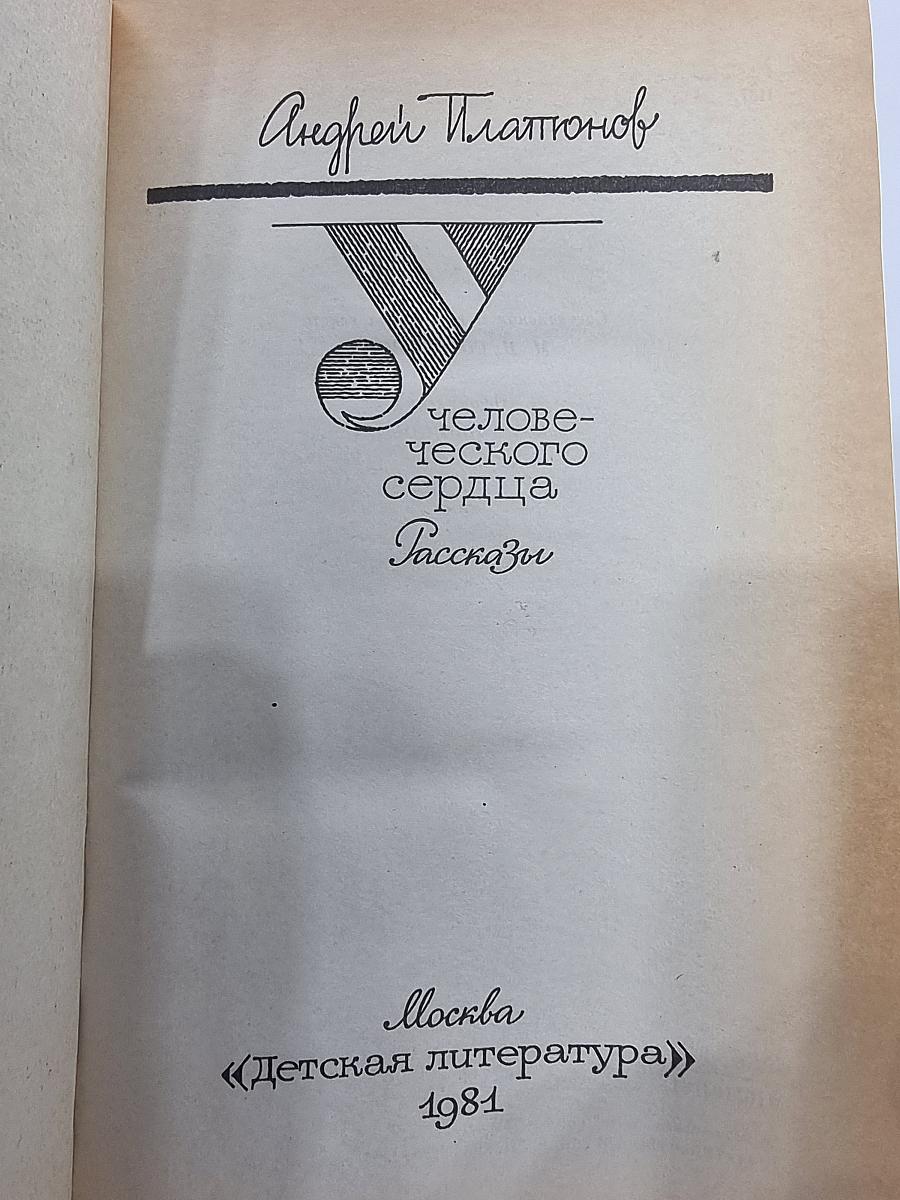 Андрей Платонов
У
челове-
ческого
сердца
Рассказы
Москва
«Детская литература»
1981